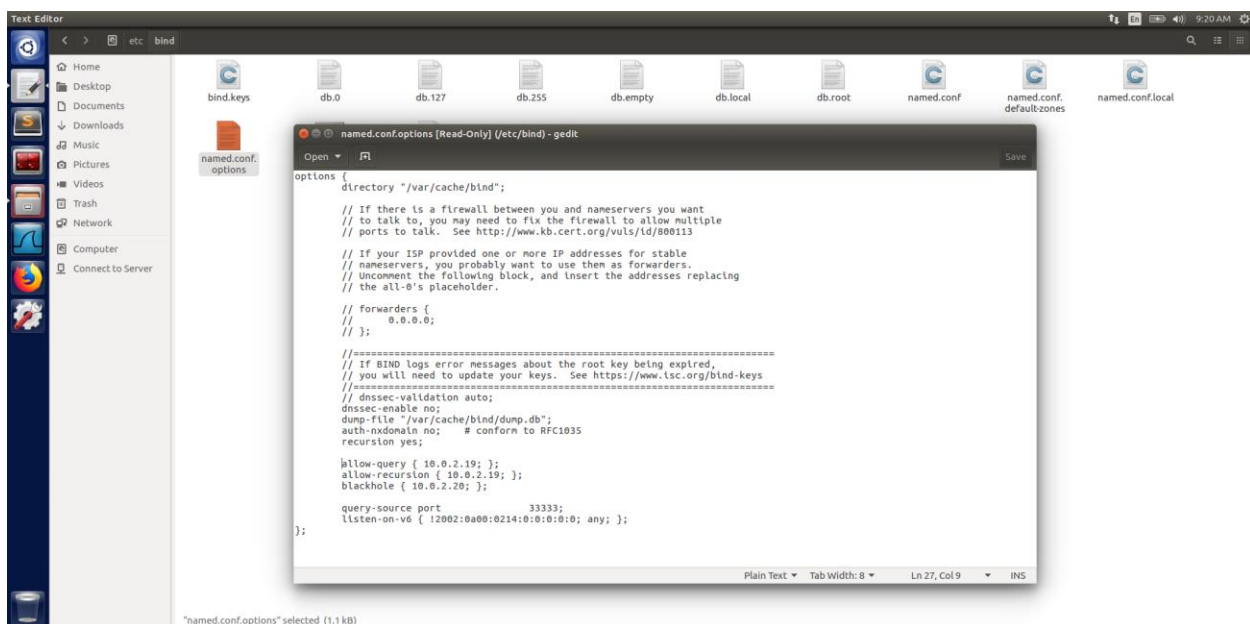 Text Editor
En
9:20 AM
etc bind
Home
Desktop
Documents
Downloads
Music
Pictures
Videos
Trash
Network
Computer
Connect to Server
bind.keys
db.0
db.127
db.255
db.empty
db.local
db.root
named.conf
named.conf.
default-zones
named.conf.local
named.conf.
options
named.conf.options [Read-Only] (/etc/bind) - gedit
Open
Save
options {
directory "/var/cache/bind";
// If there is a firewall between you and nameservers you want
// to talk to, you may need to fix the firewall to allow multiple
// ports to talk.  See http://www.kb.cert.org/vuls/id/800113
// If your ISP provided one or more IP addresses for stable
// nameservers, you probably want to use them as forwarders.
// Uncomment the following block, and insert the addresses replacing
// the all-0's placeholder.
// forwarders {
//      0.0.0.0;
// };
//========================================================================
// If BIND logs error messages about the root key being expired,
// you will need to update your keys.  See https://www.isc.org/bind-keys
//========================================================================
// dnssec-validation auto;
dnssec-enable no;
dump-file "/var/cache/bind/dump.db";
auth-nxdomain no;    # conform to RFC1035
recursion yes;
allow-query { 10.0.2.19; };
allow-recursion { 10.0.2.19; };
blackhole { 10.0.2.20; };
query-source port               33333;
listen-on-v6 { !2002:0a00:0214:0:0:0:0:0; any; };
};
Plain Text
Tab Width: 8
Ln 27, Col 9
INS
"named.conf.options" selected (1.1 kB)